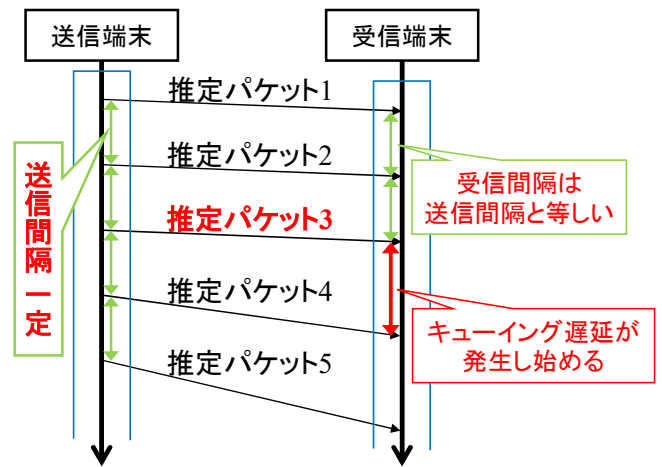 送信端末
受信端末
推定パケット1
推定パケット2
推定パケット3
推定パケット4
推定パケット5
送信間隔一定
受信間隔は
送信間隔と等しい
キューイング遅延が
発生し始める